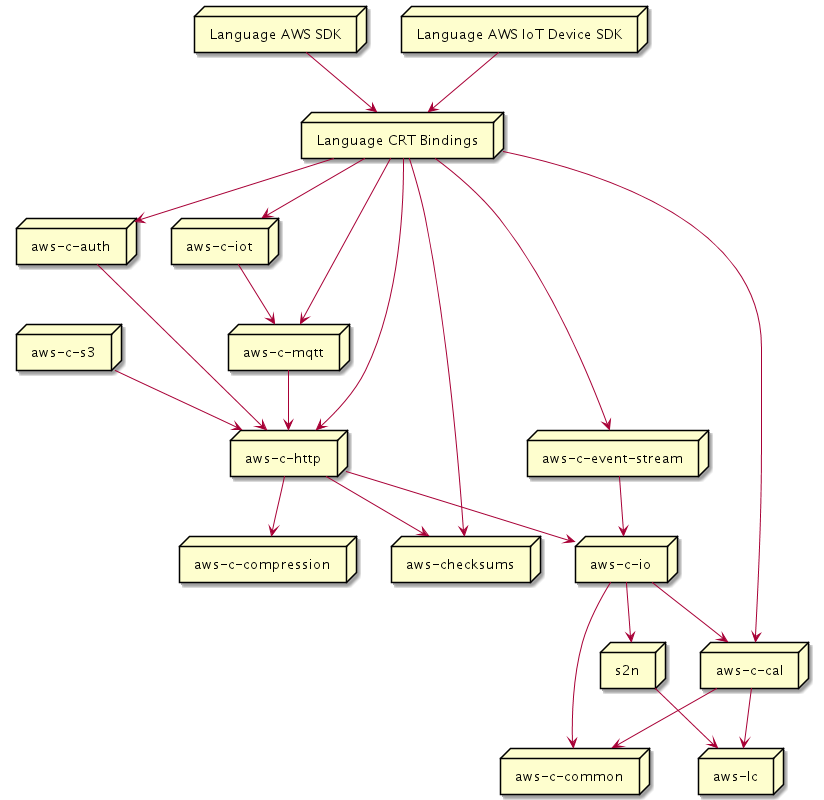 Language AWS SDK
Language AWS IoT Device SDK
Language CRT Bindings
aws-c-auth
aws-c-iot
aws-c-s3
aws-c-mqtt
aws-c-http
aws-c-event-stream
aws-c-compression
aws-checksums
aws-c-io
s2n
aws-c-cal
aws-c-common
aws-lc